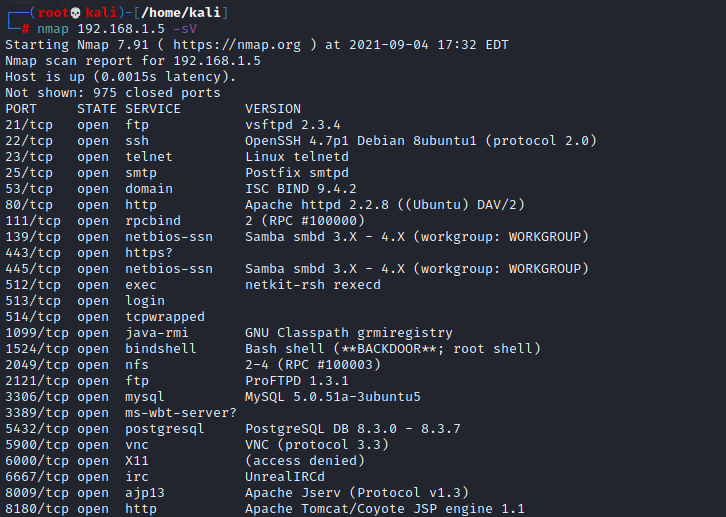 ┌──(root💀kali)-[/home/kali]
└─# nmap 192.168.1.5 -sV
Starting Nmap 7.91 ( https://nmap.org ) at 2021-09-04 17:32 EDT
Nmap scan report for 192.168.1.5
Host is up (0.0015s latency).
Not shown: 975 closed ports
PORT     STATE SERVICE       VERSION
21/tcp   open  ftp           vsftpd 2.3.4
22/tcp   open  ssh           OpenSSH 4.7p1 Debian 8ubuntu1 (protocol 2.0)
23/tcp   open  telnet        Linux telnetd
25/tcp   open  smtp          Postfix smtpd
53/tcp   open  domain        ISC BIND 9.4.2
80/tcp   open  http          Apache httpd 2.2.8 ((Ubuntu) DAV/2)
111/tcp  open  rpcbind       2 (RPC #100000)
139/tcp  open  netbios-ssn   Samba smbd 3.X - 4.X (workgroup: WORKGROUP)
443/tcp  open  https?
445/tcp  open  netbios-ssn   Samba smbd 3.X - 4.X (workgroup: WORKGROUP)
512/tcp  open  exec          netkit-rsh rexecd
513/tcp  open  login
514/tcp  open  tcpwrapped
1099/tcp open  java-rmi      GNU Classpath grmiregistry
1524/tcp open  bindshell     Bash shell (**BACKDOOR**; root shell)
2049/tcp open  nfs           2-4 (RPC #100003)
2121/tcp open  ftp           ProFTPD 1.3.1
3306/tcp open  mysql         MySQL 5.0.51a-3ubuntu5
3389/tcp open  ms-wbt-server?
5432/tcp open  postgresql    PostgreSQL DB 8.3.0 - 8.3.7
5900/tcp open  vnc           VNC (protocol 3.3)
6000/tcp open  X11           (access denied)
6667/tcp open  irc           UnrealIRCd
8009/tcp open  ajp13         Apache Jserv (Protocol v1.3)
8180/tcp open  http          Apache Tomcat/Coyote JSP engine 1.1